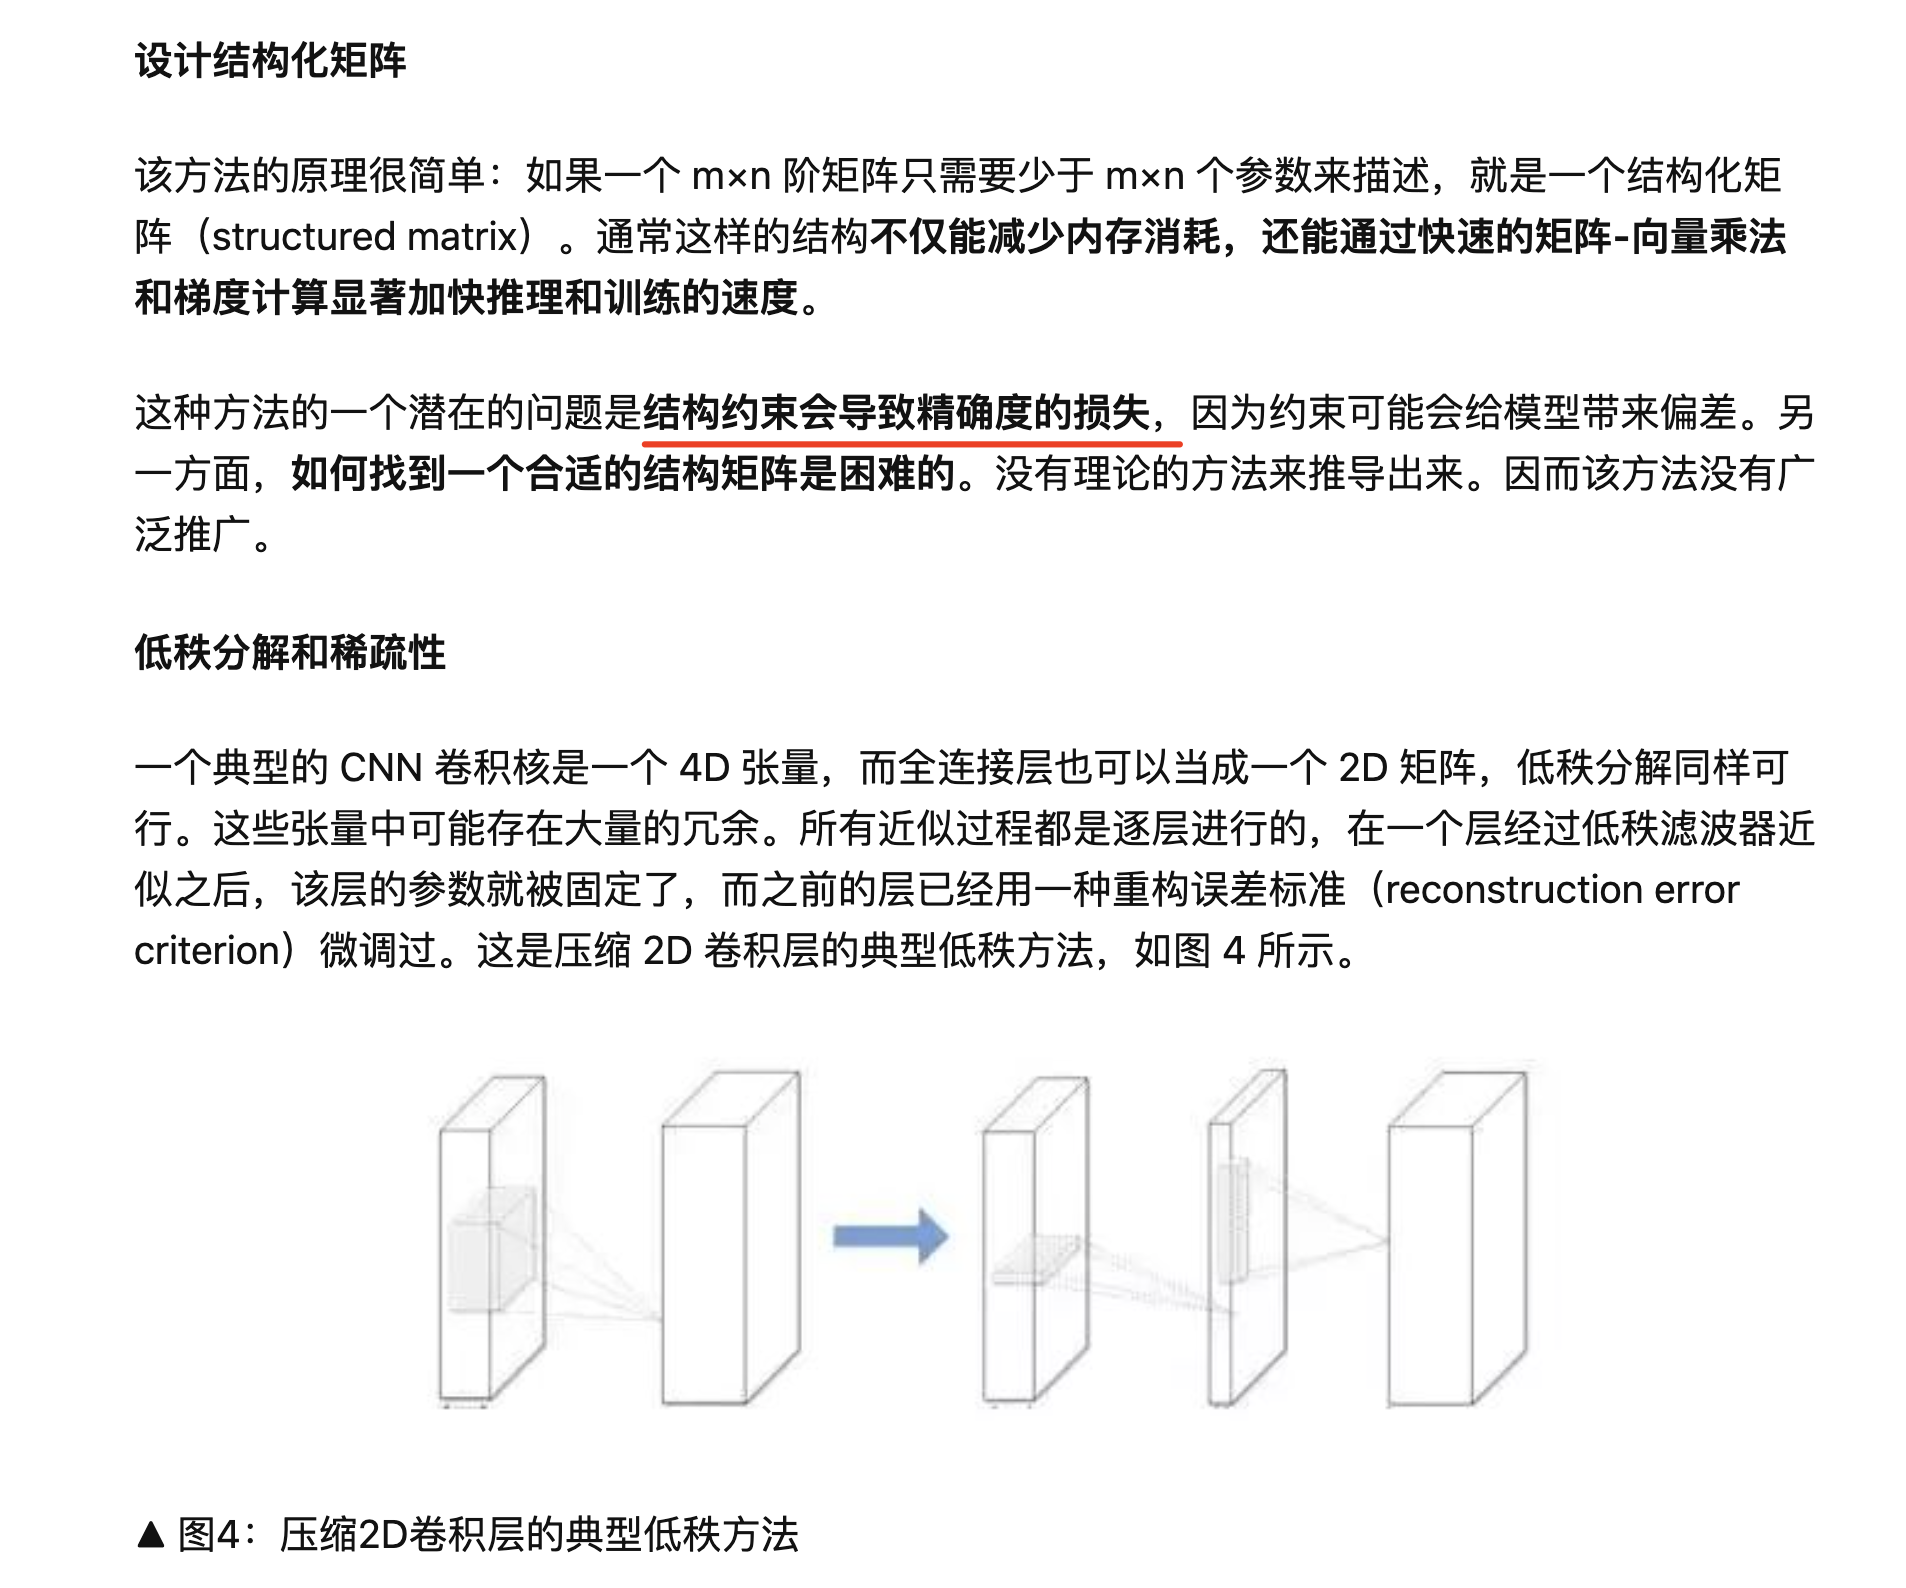 设计结构化矩阵
该方法的原理很简单：如果一个 m×n 阶矩阵只需要少于 m×n 个参数来描述，就是一个结构化矩
阵（structured matrix）。通常这样的结构不仅能减少内存消耗，还能通过快速的矩阵-向量乘法
和梯度计算显著加快推理和训练的速度。
这种方法的一个潜在的问题是结构约束会导致精确度的损失，因为约束可能会给模型带来偏差。另
一方面，如何找到一个合适的结构矩阵是困难的。没有理论的方法来推导出来。因而该方法没有广
泛推广。
低秩分解和稀疏性
一个典型的 CNN 卷积核是一个 4D 张量，而全连接层也可以当成一个 2D 矩阵，低秩分解同样可
行。这些张量中可能存在大量的冗余。所有近似过程都是逐层进行的，在一个层经过低秩滤波器近
似之后，该层的参数就被固定了，而之前的层已经用一种重构误差标准（reconstruction error
criterion）微调过。这是压缩 2D 卷积层的典型低秩方法，如图 4 所示。
▲ 图4：压缩2D卷积层的典型低秩方法